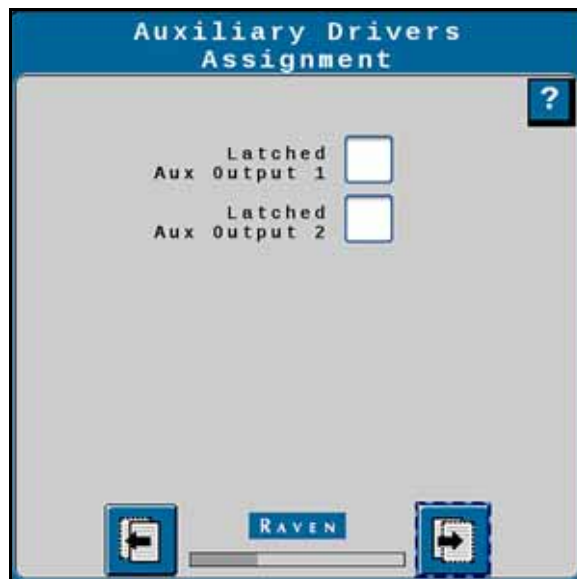 Auxiliary Drivers
Assignment
?
Latched
Aux Output 1
Latched
Aux Output 2
RAVEN